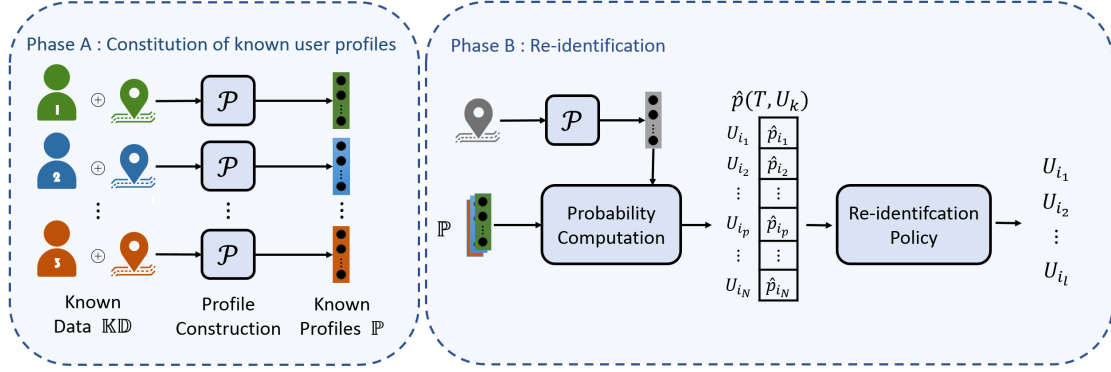 Phase A : Constitution of known user profiles
1
⊕
𝒫
2
⊕
𝒫
⋮
⋮
⋮
3
⊕
𝒫
Known
Data 𝕂𝔻
Profile
Construction
Known
Profiles ℙ
Phase B : Re-identification
𝒫
ℙ
Probability
Computation
p̂(T, U_k)
U_{i_1} p̂_{i_1}
U_{i_2} p̂_{i_2}
⋮ ⋮
U_{i_p} p̂_{i_p}
⋮ ⋮
U_{i_N} p̂_{i_N}
Re-identifcation
Policy
U_{i_1}
U_{i_2}
⋮
U_{i_l}